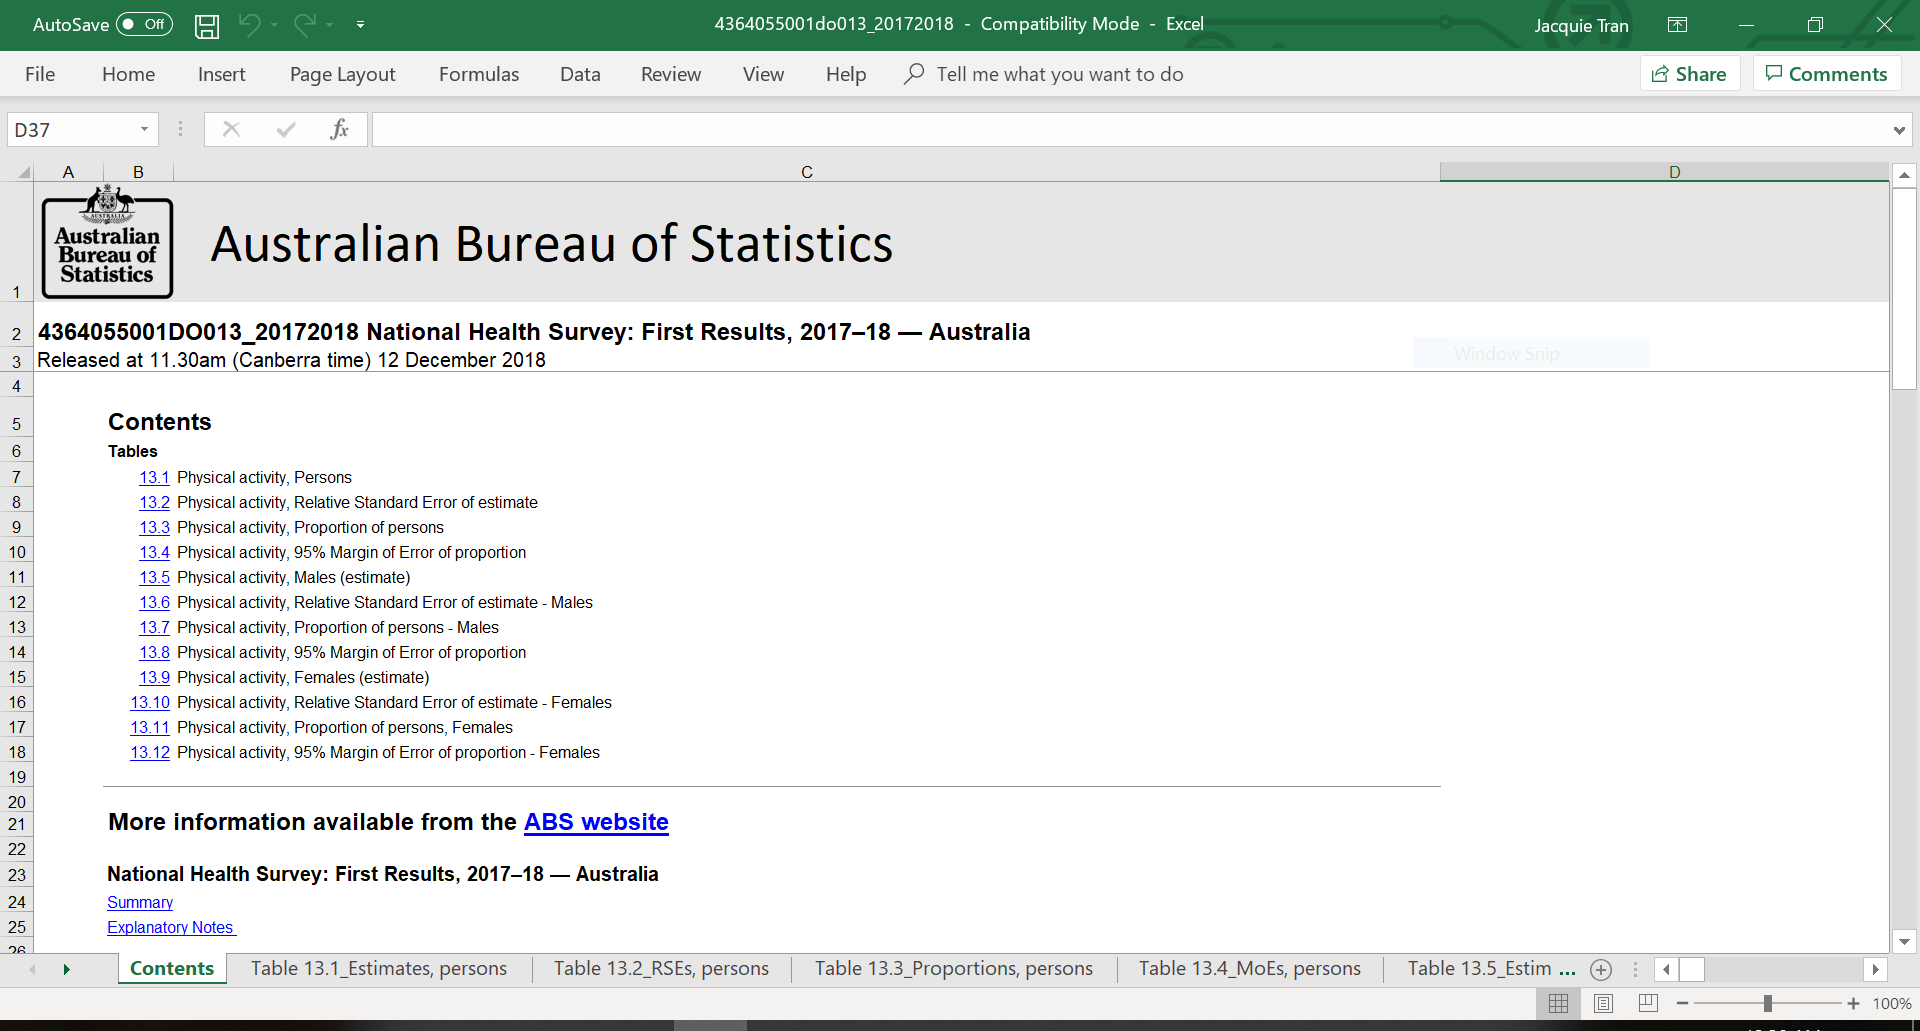 AutoSave Off 4364055001do013_20172018 - Compatibility Mode - Excel Jacquie Tran
File Home Insert Page Layout Formulas Data Review View Help Tell me what you want to do Share Comments
D37 fx
A B C D
AUSTRALIA
Australian
Bureau of
Statistics
1 Australian Bureau of Statistics
2 4364055001DO013_20172018 National Health Survey: First Results, 2017–18 — Australia
Window Snip
3 Released at 11.30am (Canberra time) 12 December 2018
4
5 Contents
6 Tables
7 13.1 Physical activity, Persons
8 13.2 Physical activity, Relative Standard Error of estimate
9 13.3 Physical activity, Proportion of persons
10 13.4 Physical activity, 95% Margin of Error of proportion
11 13.5 Physical activity, Males (estimate)
12 13.6 Physical activity, Relative Standard Error of estimate - Males
13 13.7 Physical activity, Proportion of persons - Males
14 13.8 Physical activity, 95% Margin of Error of proportion
15 13.9 Physical activity, Females (estimate)
16 13.10 Physical activity, Relative Standard Error of estimate - Females
17 13.11 Physical activity, Proportion of persons, Females
18 13.12 Physical activity, 95% Margin of Error of proportion - Females
19
20
21 More information available from the ABS website
22
23 National Health Survey: First Results, 2017–18 — Australia
24 Summary
25 Explanatory Notes
26
Contents Table 13.1_Estimates, persons Table 13.2_RSEs, persons Table 13.3_Proportions, persons Table 13.4_MoEs, persons Table 13.5_Estim ...
100%